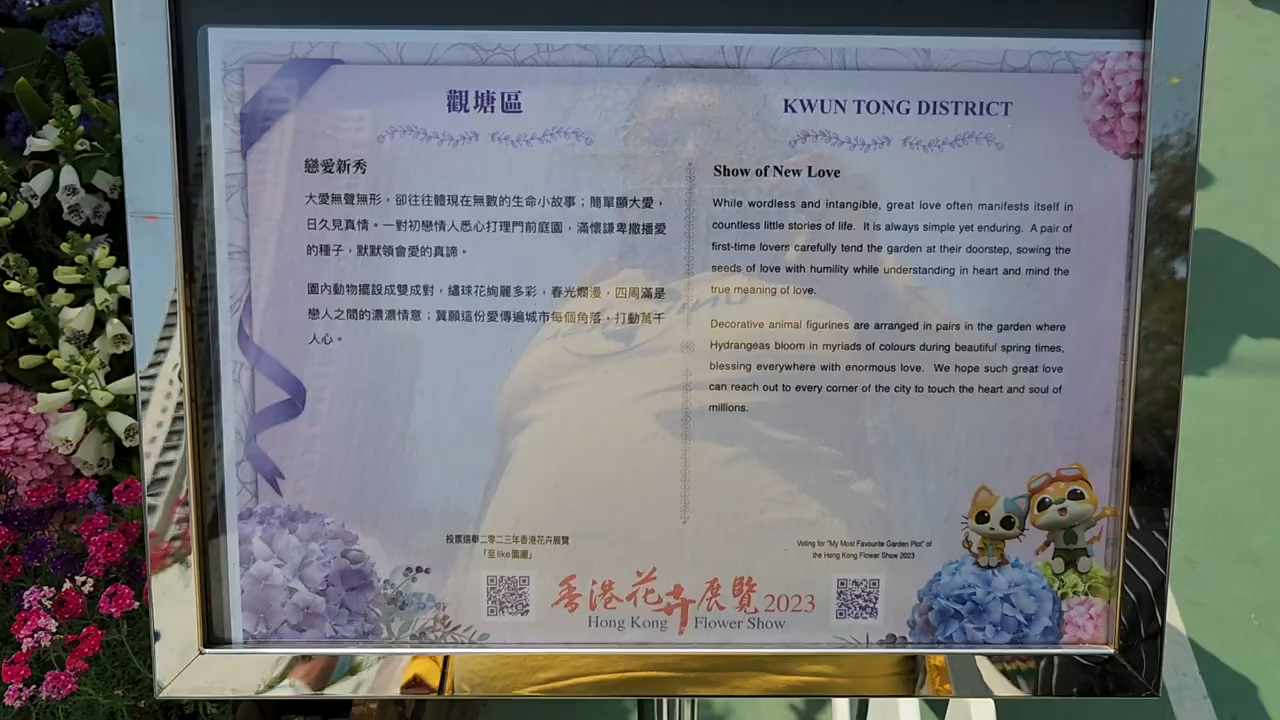 觀塘區
戀愛新秀
大愛無聲無形，卻往往體現在無數的生命小故事；簡單顯大愛，
日久見真情。一對初戀情人悉心打理門前庭園，滿懷謙卑撒播愛
的種子，默默領會愛的真諦。
園內動物擺設成雙成對，繡球花絢麗多彩，春光爛漫，四周滿是
戀人之間的濃濃情意；冀願這份愛傳遍城市每個角落，打動萬千
人心。
KWUN TONG DISTRICT
Show of New Love
While wordless and intangible, great love often manifests itself in
countless little stories of life. It is always simple yet enduring. A pair of
first-time lovers carefully tend the garden at their doorstep, sowing the
seeds of love with humility while understanding in heart and mind the
true meaning of love.
Decorative animal figurines are arranged in pairs in the garden where
Hydrangeas bloom in myriads of colours during beautiful spring times,
blessing everywhere with enormous love. We hope such great love
can reach out to every corner of the city to touch the heart and soul of
millions.
投票選舉二零二三年香港花卉展覽
「至like園圃」
Voting for "My Most Favourite Garden Plot" of
the Hong Kong Flower Show 2023
香港花卉展覽2023
Hong Kong Flower Show